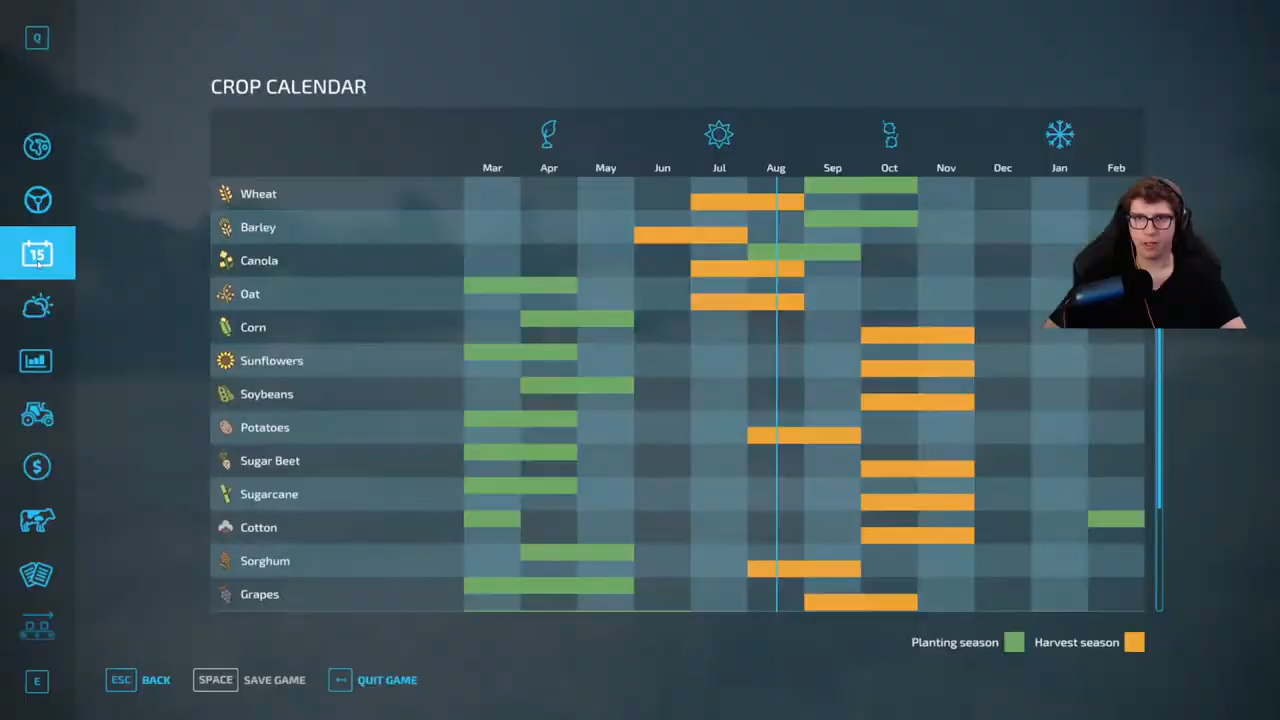 Q
CROP CALENDAR
Mar Apr May Jun Jul Aug Sep Oct Nov Dec Jan Feb
Wheat
Barley
15
Canola
Oat
Corn
Sunflowers
Soybeans
Potatoes
Sugar Beet
$
Sugarcane
Cotton
Sorghum
Grapes
Planting season Harvest season
E ESC BACK SPACE SAVE GAME QUIT GAME